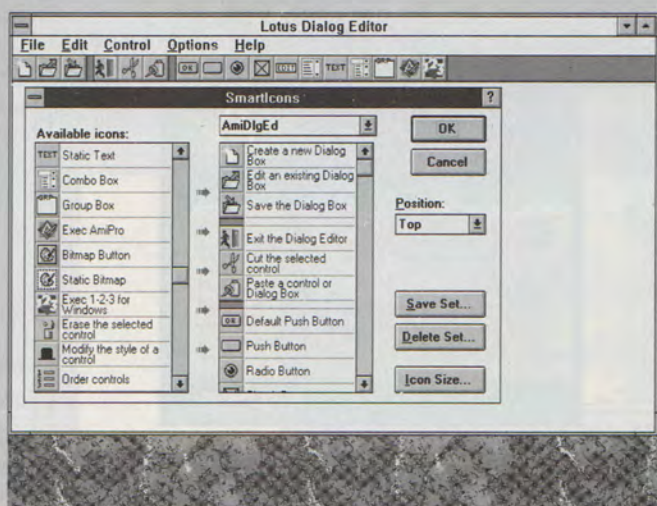 Lotus Dialog Editor
File Edit Control Options Help
OK EDIT TEXT GRP
SmartIcons ?
Available icons:
AmiDlgEd
OK
Cancel
TEXT Static Text
Combo Box
GRP Group Box
Exec AmiPro
Bitmap Button
Static Bitmap
Exec 1-2-3 for
Windows
Erase the selected
control
Modify the style of a
control
Order controls
Create a new Dialog
Box
Edit an existing Dialog
Box
Save the Dialog Box
Exit the Dialog Editor
Cut the selected
control
Paste a control or
Dialog Box
OK Default Push Button
Push Button
Radio Button
Position:
Top
Save Set...
Delete Set...
Icon Size...